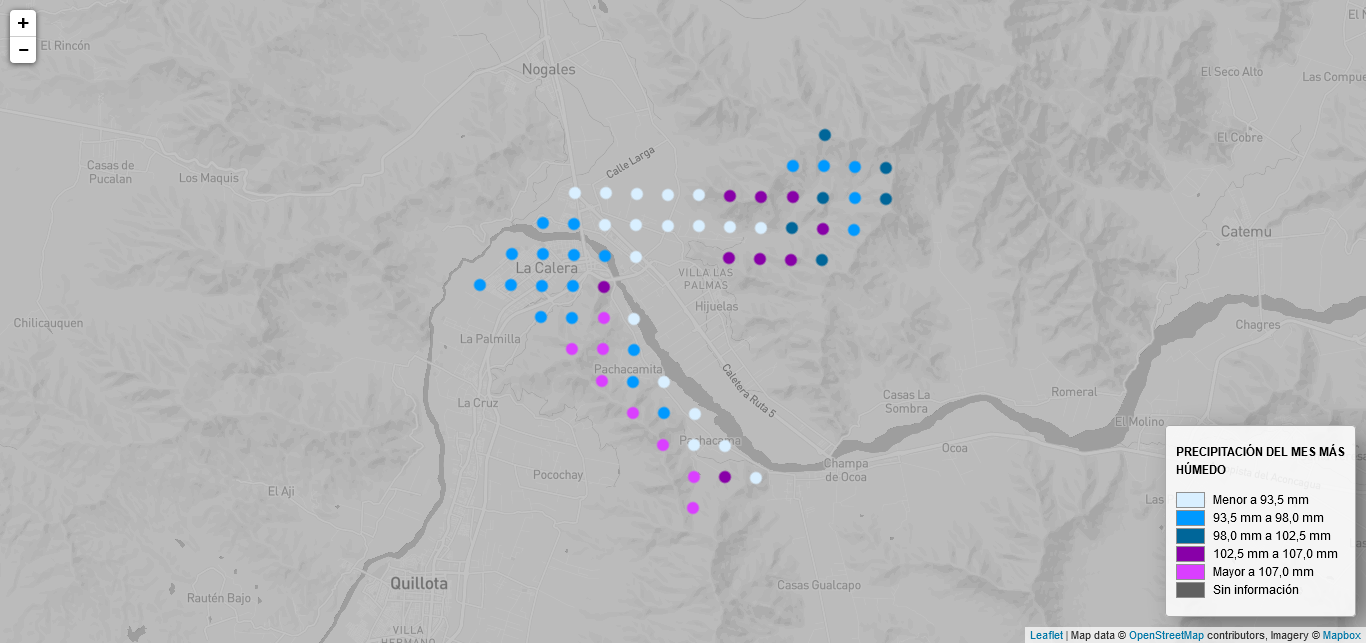 +
−
El Rincón
Nogales
El Seco Alto
Las Compue
El Cobre
Calle Larga
Casas de
Pucalan
Los Maquis
Catemu
La Calera
VILLA LAS
PALMAS
Hijuelas
Chilicauquen
Chagres
La Palmilla
Pachacamita
Caletera Ruta 5
Romeral
Casas La
Sombra
La Cruz
El Molino
Pachacama
Ocoa
Champa
de Ocoa
Pocochay
El Ají
Quillota
Casas Gualcapo
Rautén Bajo
VILLA
HERMANO
PRECIPITACIÓN DEL MES MÁS
HÚMEDO
Menor a 93,5 mm
93,5 mm a 98,0 mm
98,0 mm a 102,5 mm
102,5 mm a 107,0 mm
Mayor a 107,0 mm
Sin información
Leaflet | Map data © OpenStreetMap contributors, Imagery © Mapbox